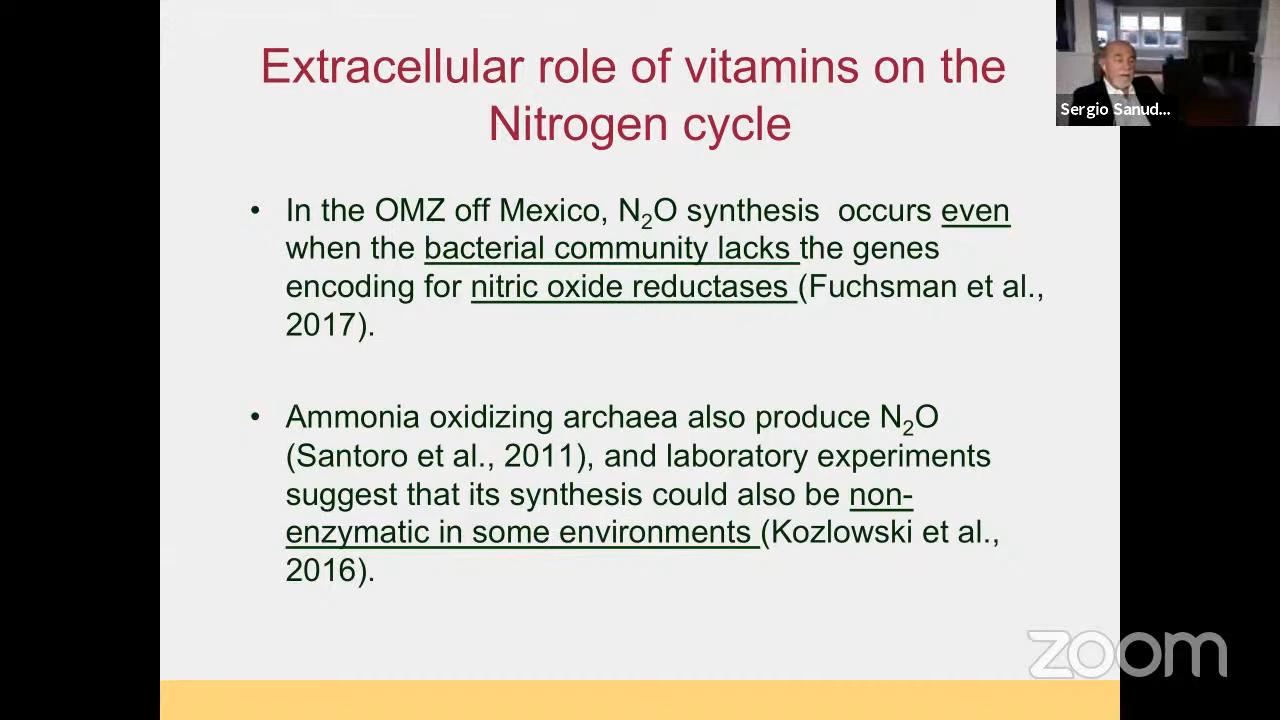 Extracellular role of vitamins on the
Nitrogen cycle
Sergio Sanud...
• In the OMZ off Mexico, N₂O synthesis occurs even
when the bacterial community lacks the genes
encoding for nitric oxide reductases (Fuchsman et al.,
2017).
• Ammonia oxidizing archaea also produce N₂O
(Santoro et al., 2011), and laboratory experiments
suggest that its synthesis could also be non-
enzymatic in some environments (Kozlowski et al.,
2016).
zoom